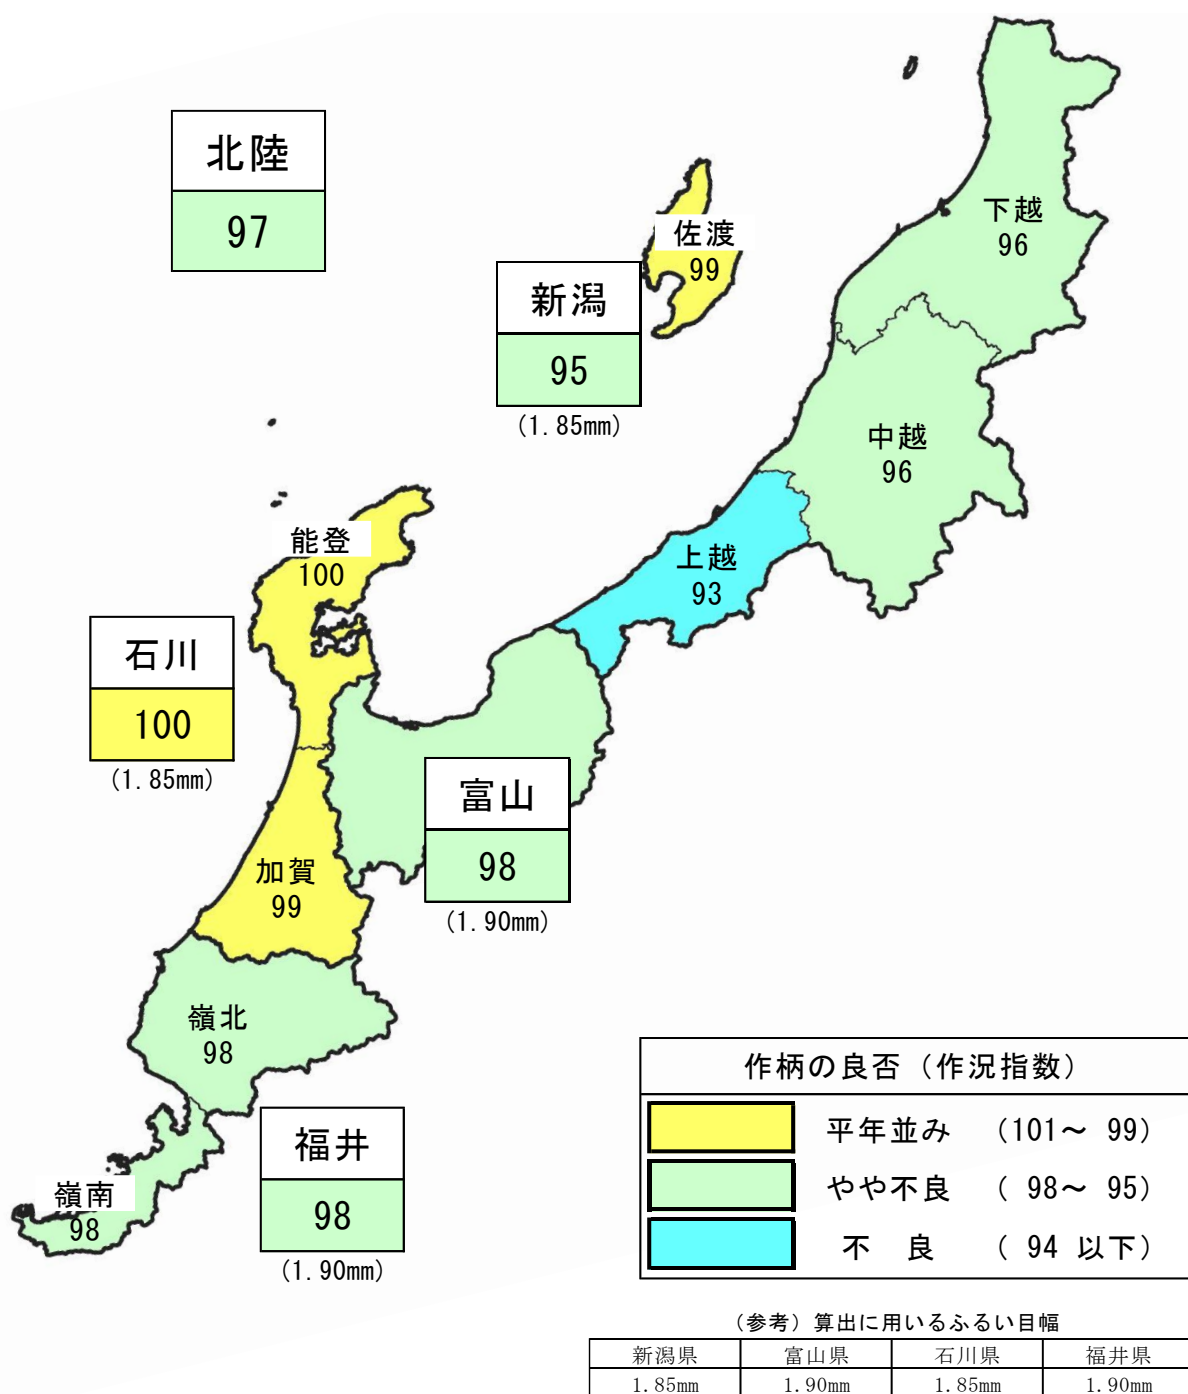 北陸
97
佐渡
99
下越
96
新潟
95
(1.85mm)
中越
96
能登
100
上越
93
石川
100
(1.85mm)
富山
98
(1.90mm)
加賀
99
嶺北
98
福井
98
(1.90mm)
嶺南
98
作柄の良否（作況指数）
平年並み （101～ 99）
やや不良 （ 98～ 95）
不 良 （ 94 以下）
（参考）算出に用いるふるい目幅
新潟県 富山県 石川県 福井県
1.85mm 1.90mm 1.85mm 1.90mm